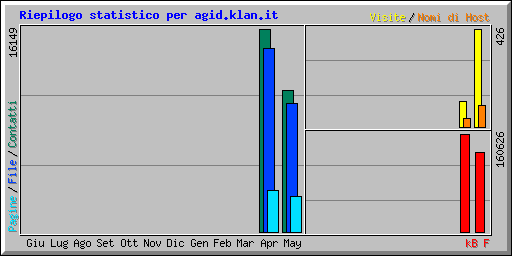 Riepilogo statistico per agid.klan.it
Visite / Nomi di Host
16149
426
Pagine / File / Contatti
160626
Giu Lug Ago Set Ott Nov Dic Gen Feb Mar Apr May
kB F